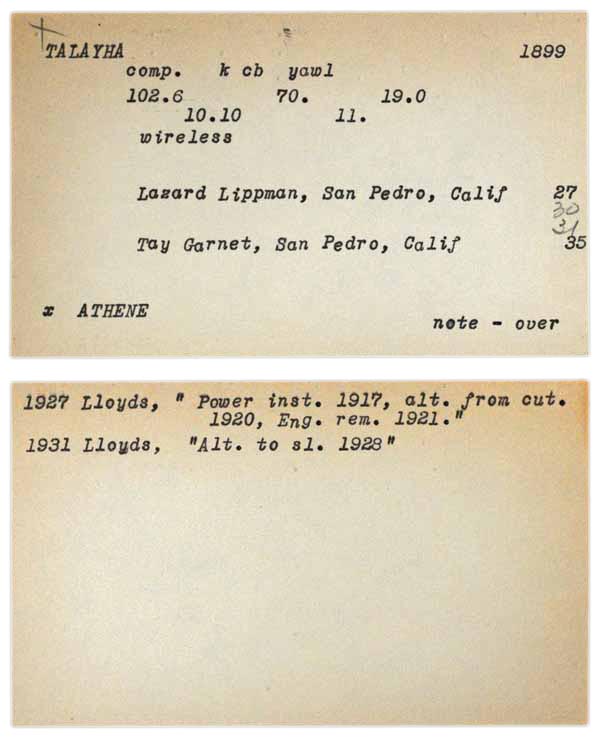 TALAYHA 1899
comp. k cb yawl
102.6 70. 19.0
10.10 11.
wireless
Lazard Lippman, San Pedro, Calif 27
30
31
Tay Garnet, San Pedro, Calif 35
x ATHENE
note - over
1927 Lloyds, " Power inst. 1917, alt. from cut.
1920, Eng. rem. 1921."
1931 Lloyds, "Alt. to sl. 1928"